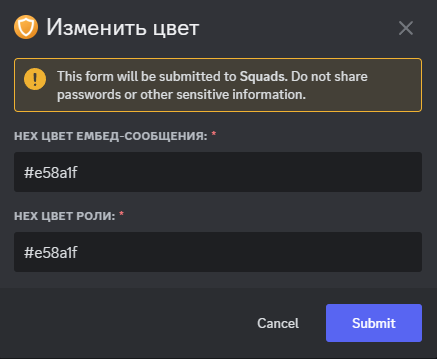 Изменить цвет
This form will be submitted to Squads. Do not share
passwords or other sensitive information.
HEX ЦВЕТ ЕМБЕД-СООБЩЕНИЯ: *
#e58a1f
HEX ЦВЕТ РОЛИ: *
#e58a1f
Cancel
Submit